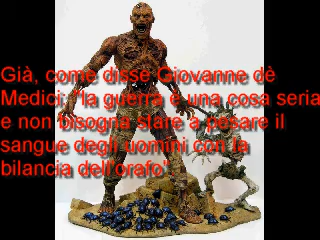 Già, come disse Giovanne dè
Medici: "la guerra è una cosa seria
e non bisogna stare a pesare il
sangue degli uomini con la
bilancia dell'orafo"